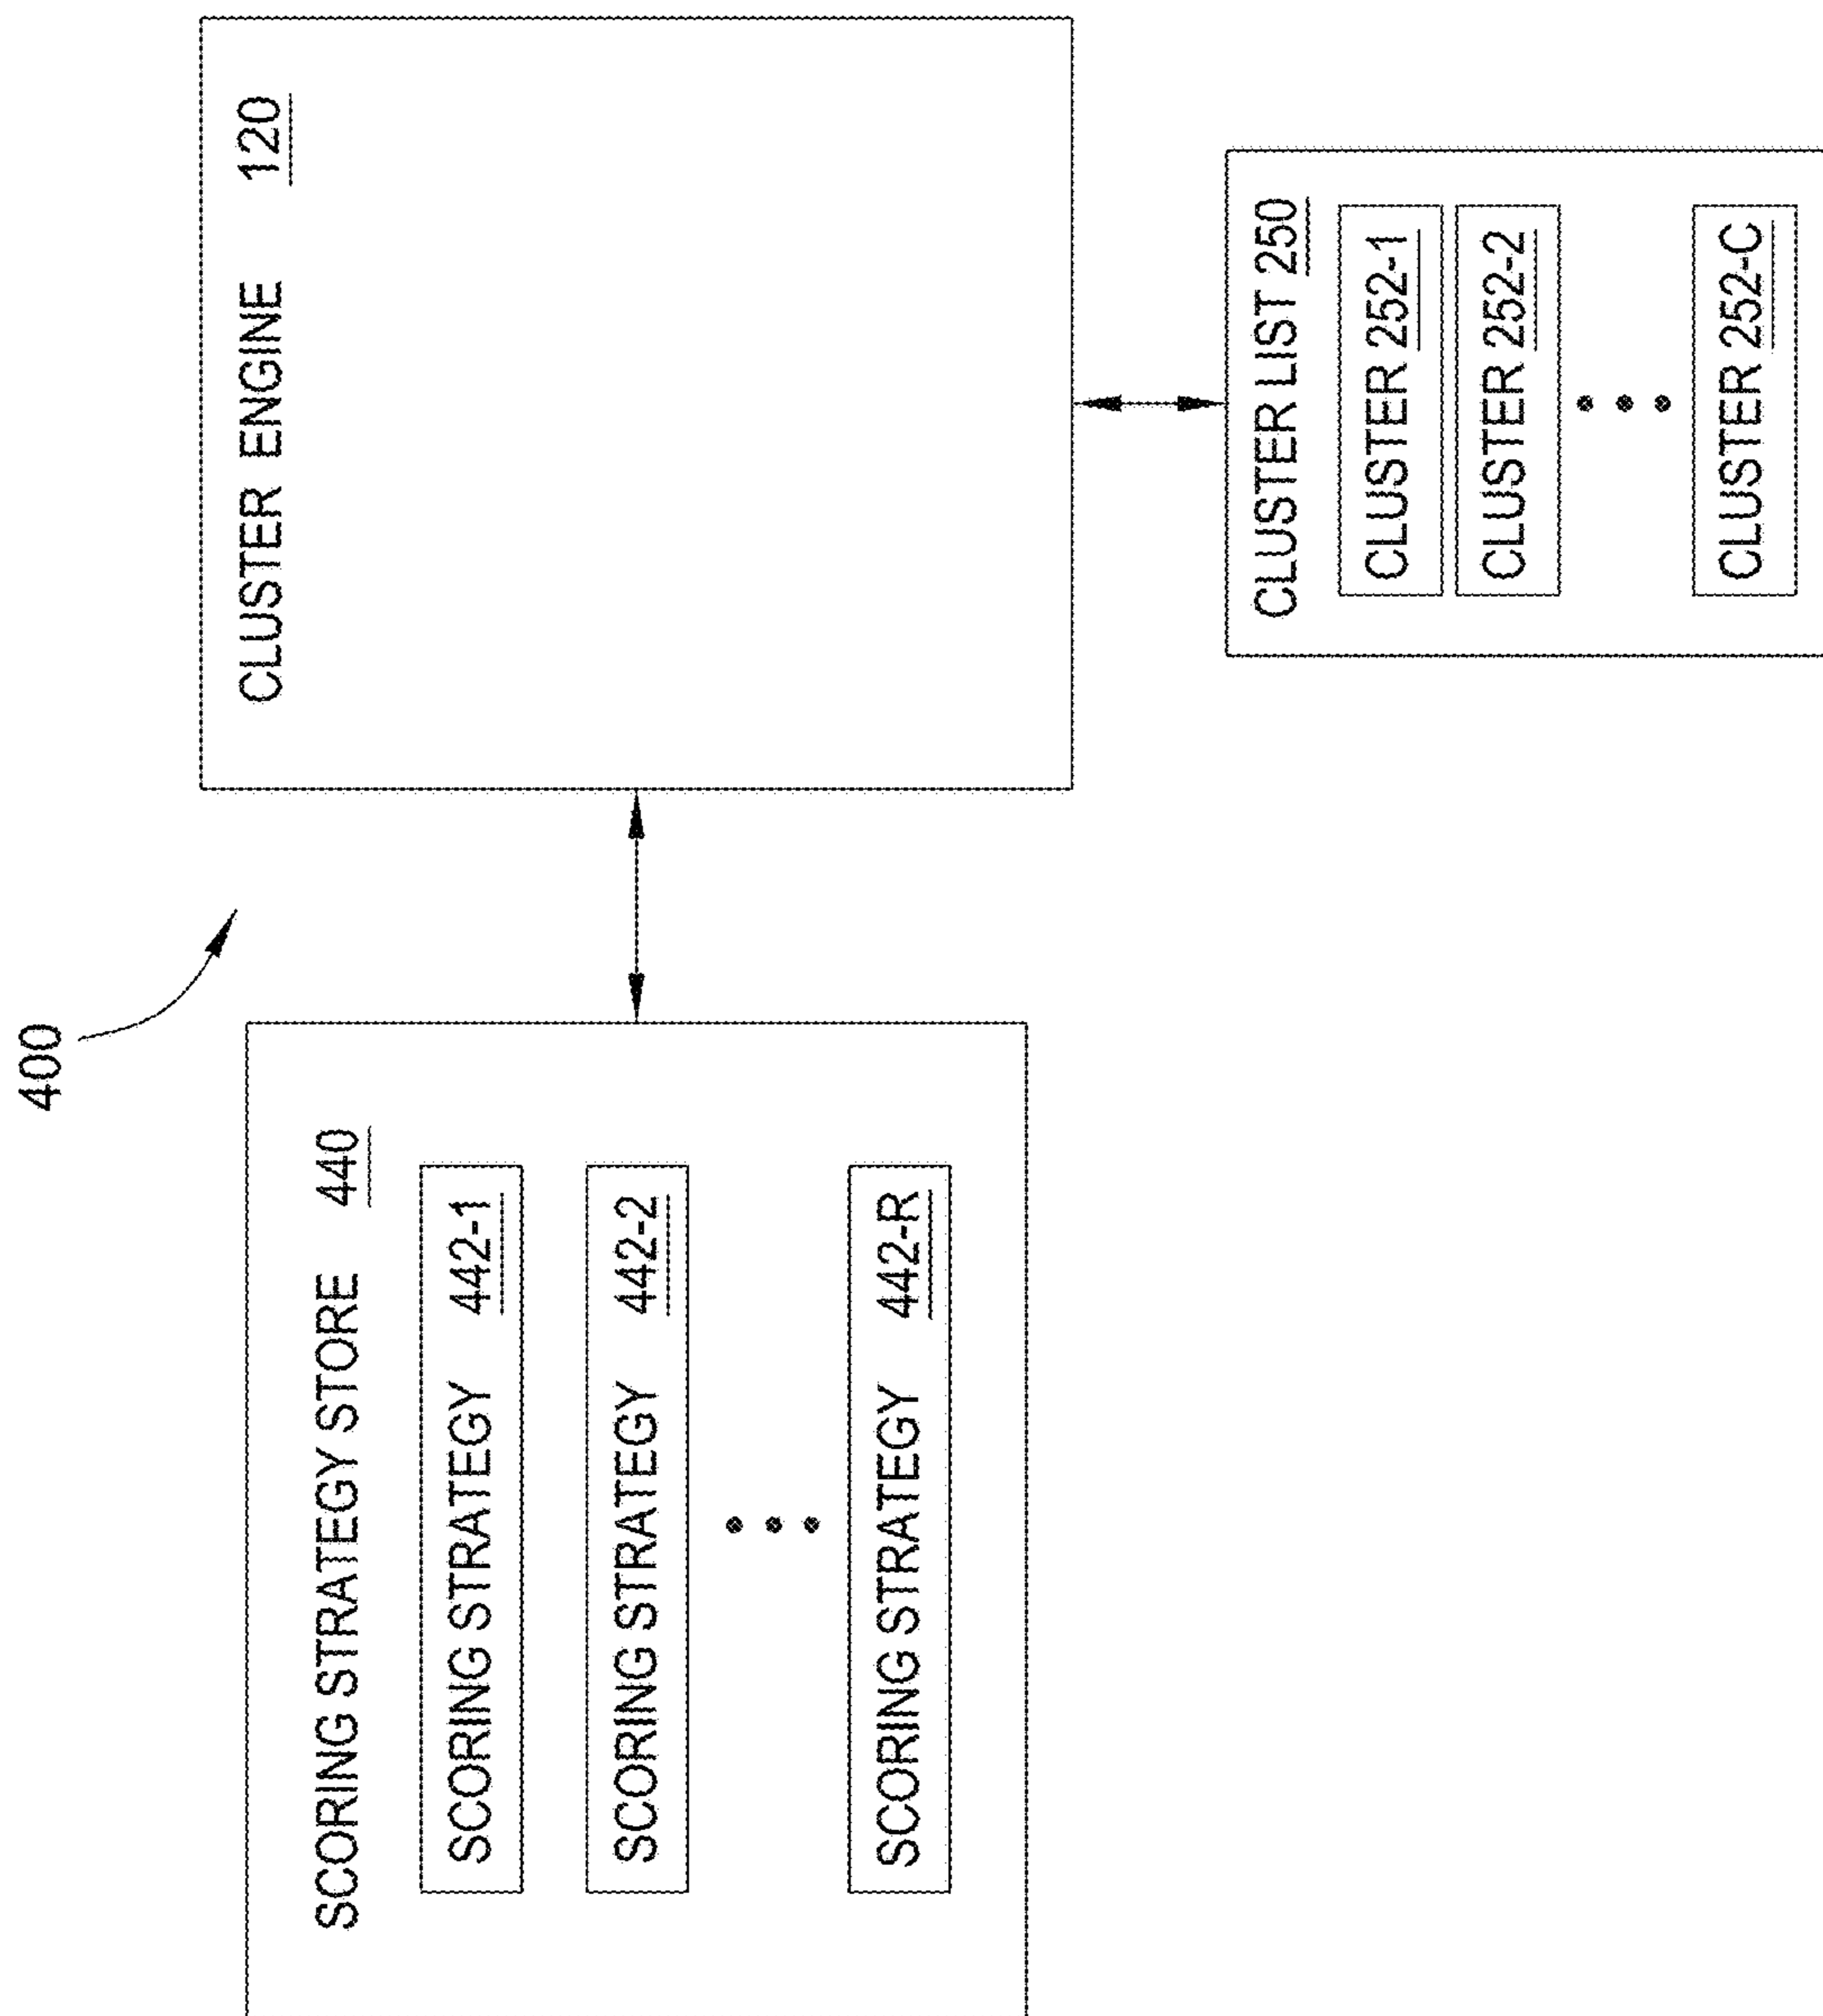 400
SCORING STRATEGY STORE 440
SCORING STRATEGY 442-1
SCORING STRATEGY 442-2
SCORING STRATEGY 442-R
CLUSTER ENGINE 120
CLUSTER LIST 250
CLUSTER 252-1
CLUSTER 252-2
CLUSTER 252-C